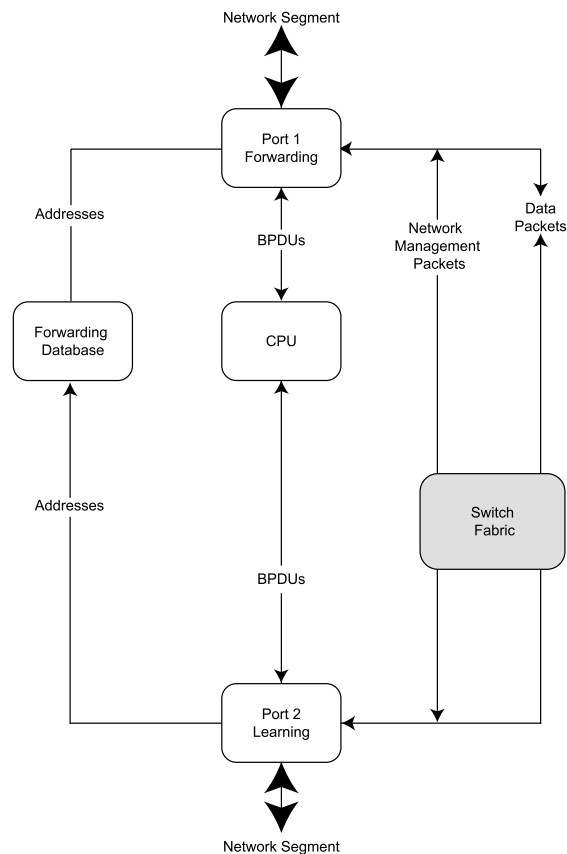 Network Segment
Port 1
Forwarding
Addresses
BPDUs
Network
Management
Packets
Data
Packets
Forwarding
Database
CPU
Addresses
Switch
Fabric
BPDUs
Port 2
Learning
Network Segment